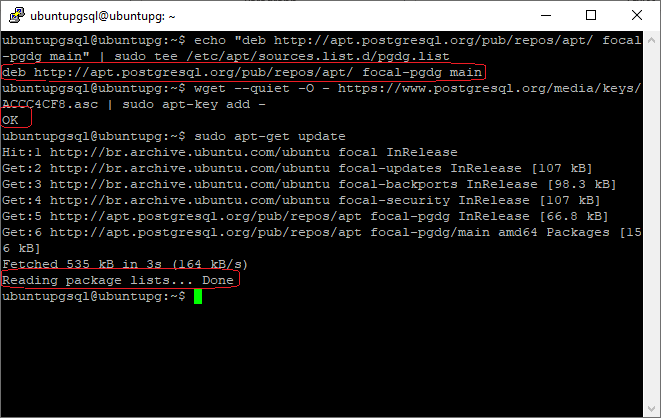 ubuntupgsql@ubuntupg: ~
ubuntupgsql@ubuntupg:~$ echo "deb http://apt.postgresql.org/pub/repos/apt/ focal
-pgdg main" | sudo tee /etc/apt/sources.list.d/pgdg.list
deb http://apt.postgresql.org/pub/repos/apt/ focal-pgdg main
ubuntupgsql@ubuntupg:~$ wget --quiet -O - https://www.postgresql.org/media/keys/
ACCC4CF8.asc | sudo apt-key add -
OK
ubuntupgsql@ubuntupg:~$ sudo apt-get update
Hit:1 http://br.archive.ubuntu.com/ubuntu focal InRelease
Get:2 http://br.archive.ubuntu.com/ubuntu focal-updates InRelease [107 kB]
Get:3 http://br.archive.ubuntu.com/ubuntu focal-backports InRelease [98.3 kB]
Get:4 http://br.archive.ubuntu.com/ubuntu focal-security InRelease [107 kB]
Get:5 http://apt.postgresql.org/pub/repos/apt focal-pgdg InRelease [66.8 kB]
Get:6 http://apt.postgresql.org/pub/repos/apt focal-pgdg/main amd64 Packages [15
6 kB]
Fetched 535 kB in 3s (164 kB/s)
Reading package lists... Done
ubuntupgsql@ubuntupg:~$